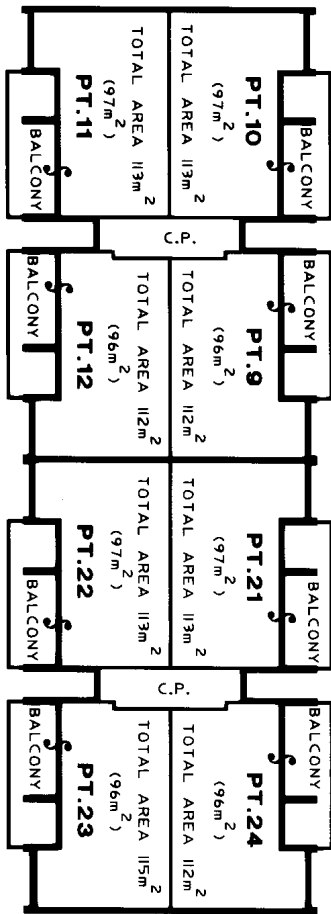 PT.10
(97m²)
TOTAL AREA 113m²
BALCONY
PT.11
(97m²)
TOTAL AREA 113m²
BALCONY
C.P.
PT.9
(96m²)
TOTAL AREA 112m²
BALCONY
PT.12
(96m²)
TOTAL AREA 112m²
BALCONY
PT.21
(97m²)
TOTAL AREA 113m²
BALCONY
PT.22
(97m²)
TOTAL AREA 113m²
BALCONY
C.P.
PT.24
(96m²)
TOTAL AREA 112m²
BALCONY
PT.23
(96m²)
TOTAL AREA 115m²
BALCONY